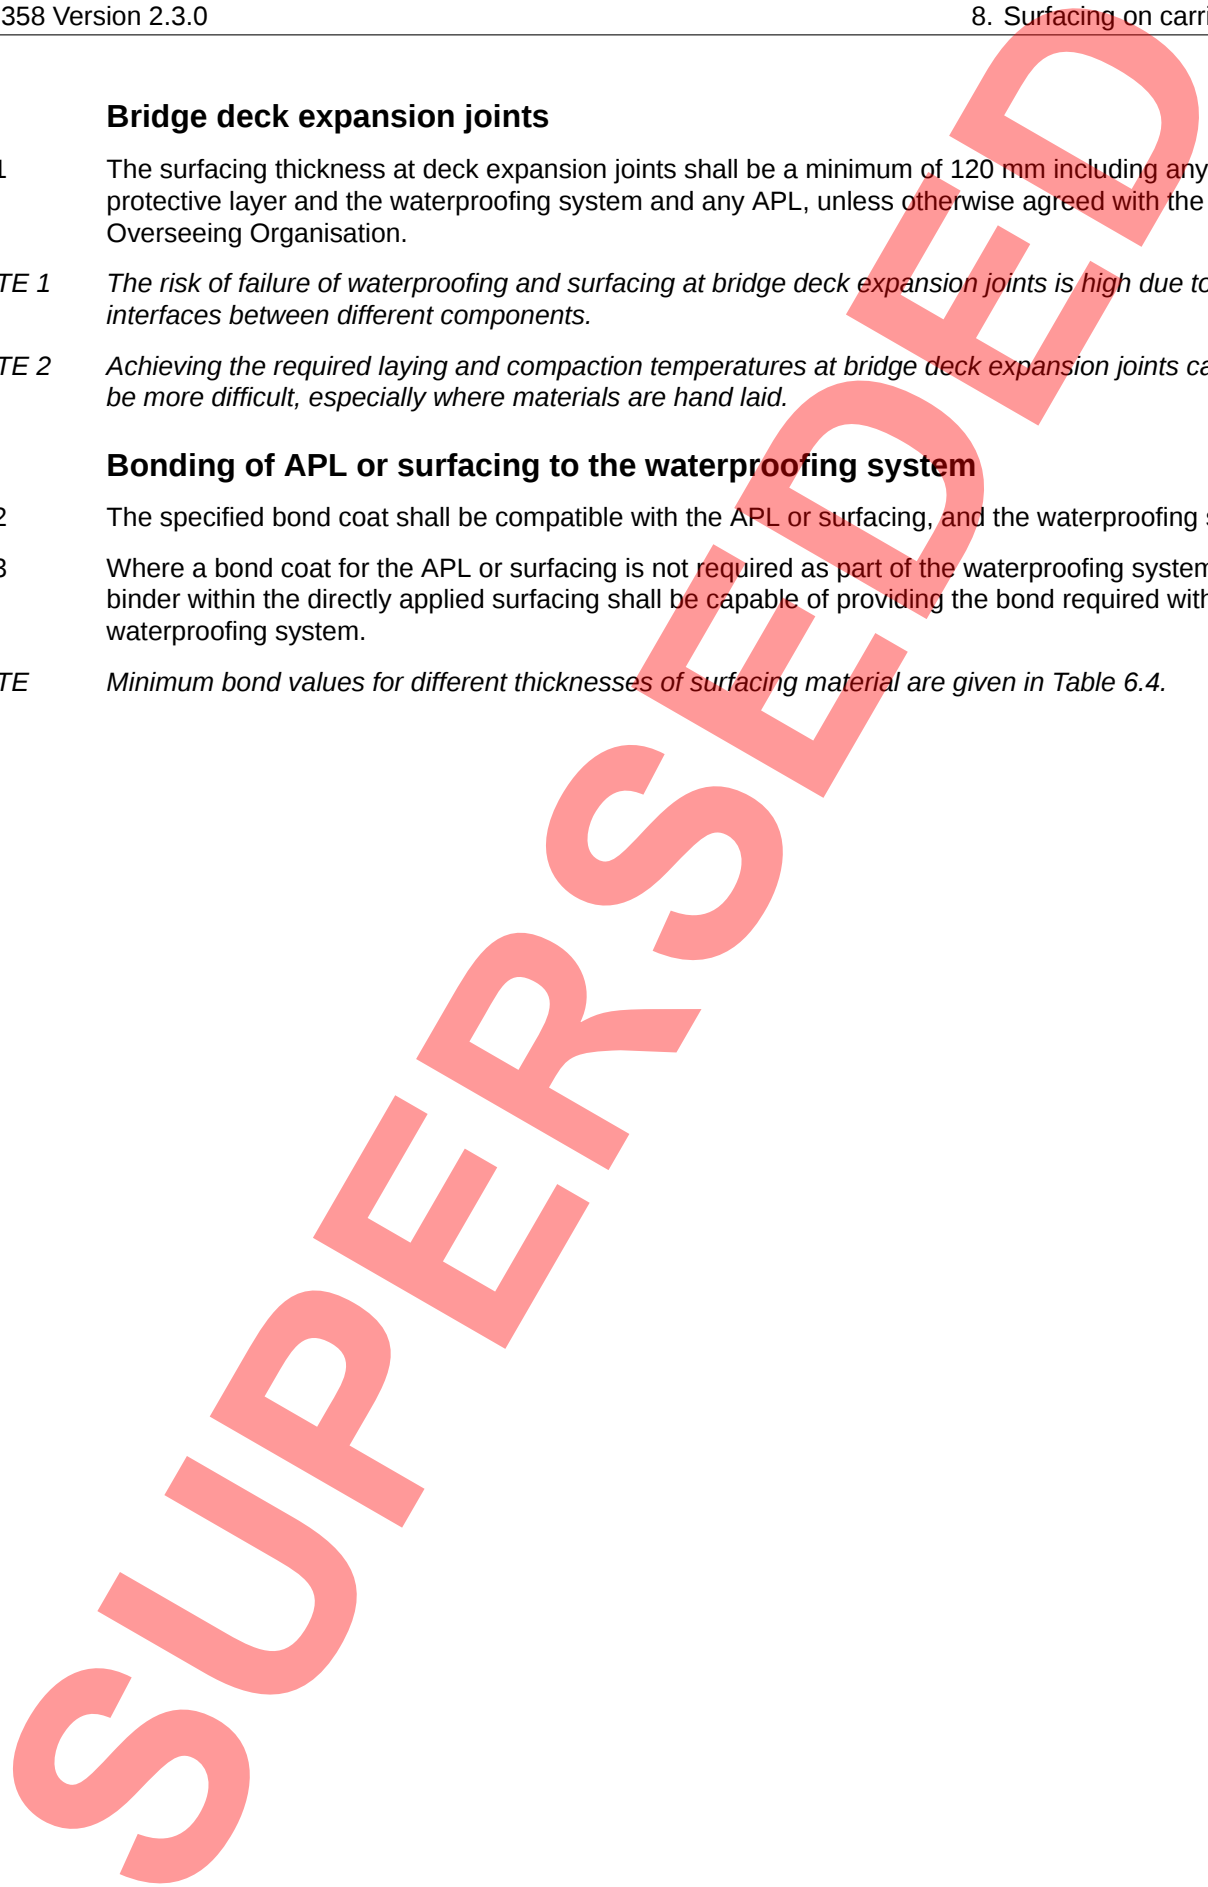 358 Version 2.3.0 8. Surfacing on carri
Bridge deck expansion joints
1 The surfacing thickness at deck expansion joints shall be a minimum of 120 mm including any
protective layer and the waterproofing system and any APL, unless otherwise agreed with the
Overseeing Organisation.
TE 1 The risk of failure of waterproofing and surfacing at bridge deck expansion joints is high due to
interfaces between different components.
TE 2 Achieving the required laying and compaction temperatures at bridge deck expansion joints ca
be more difficult, especially where materials are hand laid.
Bonding of APL or surfacing to the waterproofing system
2 The specified bond coat shall be compatible with the APL or surfacing, and the waterproofing s
3 Where a bond coat for the APL or surfacing is not required as part of the waterproofing system
binder within the directly applied surfacing shall be capable of providing the bond required with
waterproofing system.
TE Minimum bond values for different thicknesses of surfacing material are given in Table 6.4.
SUPERSEDED